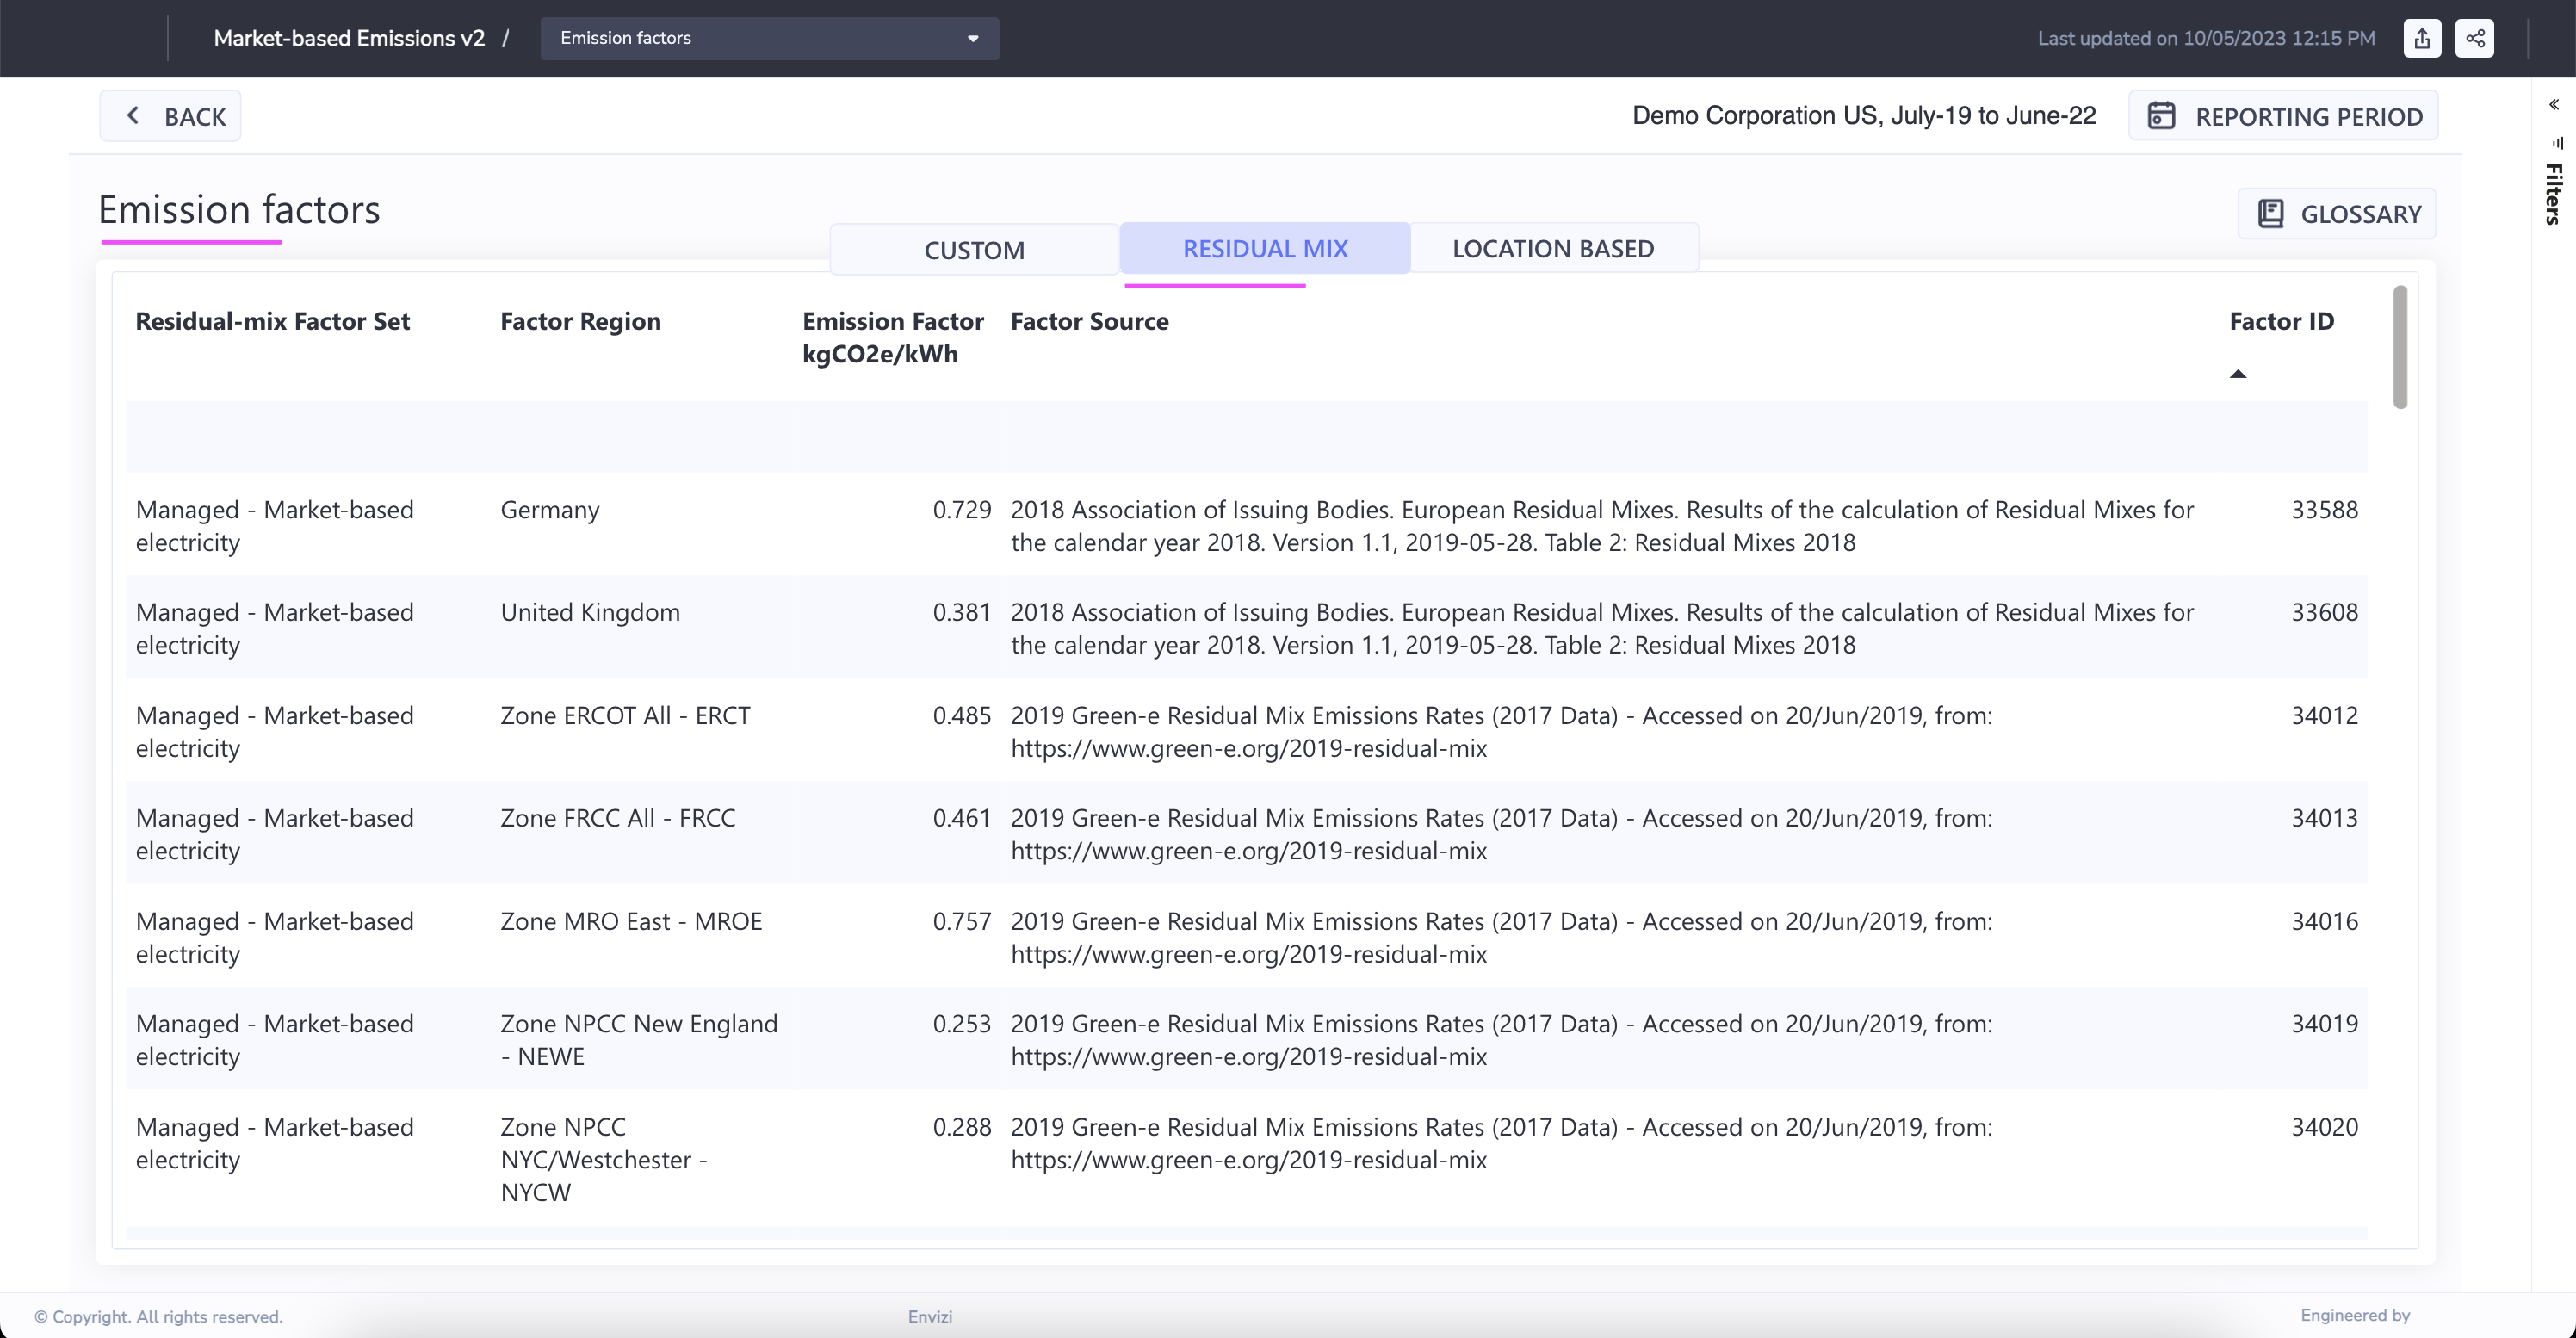 Market-based Emissions v2 / Emission factors Last updated on 10/05/2023 12:15 PM
BACK Demo Corporation US, July-19 to June-22 REPORTING PERIOD
«
Filters
Emission factors
GLOSSARY
CUSTOM RESIDUAL MIX LOCATION BASED
Residual-mix Factor Set Factor Region Emission Factor Factor Source Factor ID
kgCO2e/kWh
Managed - Market-based Germany 0.729 2018 Association of Issuing Bodies. European Residual Mixes. Results of the calculation of Residual Mixes for 33588
electricity the calendar year 2018. Version 1.1, 2019-05-28. Table 2: Residual Mixes 2018
Managed - Market-based United Kingdom 0.381 2018 Association of Issuing Bodies. European Residual Mixes. Results of the calculation of Residual Mixes for 33608
electricity the calendar year 2018. Version 1.1, 2019-05-28. Table 2: Residual Mixes 2018
Managed - Market-based Zone ERCOT All - ERCT 0.485 2019 Green-e Residual Mix Emissions Rates (2017 Data) - Accessed on 20/Jun/2019, from: 34012
electricity https://www.green-e.org/2019-residual-mix
Managed - Market-based Zone FRCC All - FRCC 0.461 2019 Green-e Residual Mix Emissions Rates (2017 Data) - Accessed on 20/Jun/2019, from: 34013
electricity https://www.green-e.org/2019-residual-mix
Managed - Market-based Zone MRO East - MROE 0.757 2019 Green-e Residual Mix Emissions Rates (2017 Data) - Accessed on 20/Jun/2019, from: 34016
electricity https://www.green-e.org/2019-residual-mix
Managed - Market-based Zone NPCC New England 0.253 2019 Green-e Residual Mix Emissions Rates (2017 Data) - Accessed on 20/Jun/2019, from: 34019
electricity - NEWE https://www.green-e.org/2019-residual-mix
Managed - Market-based Zone NPCC 0.288 2019 Green-e Residual Mix Emissions Rates (2017 Data) - Accessed on 20/Jun/2019, from: 34020
electricity NYC/Westchester - https://www.green-e.org/2019-residual-mix
NYCW
© Copyright. All rights reserved. Envizi Engineered by